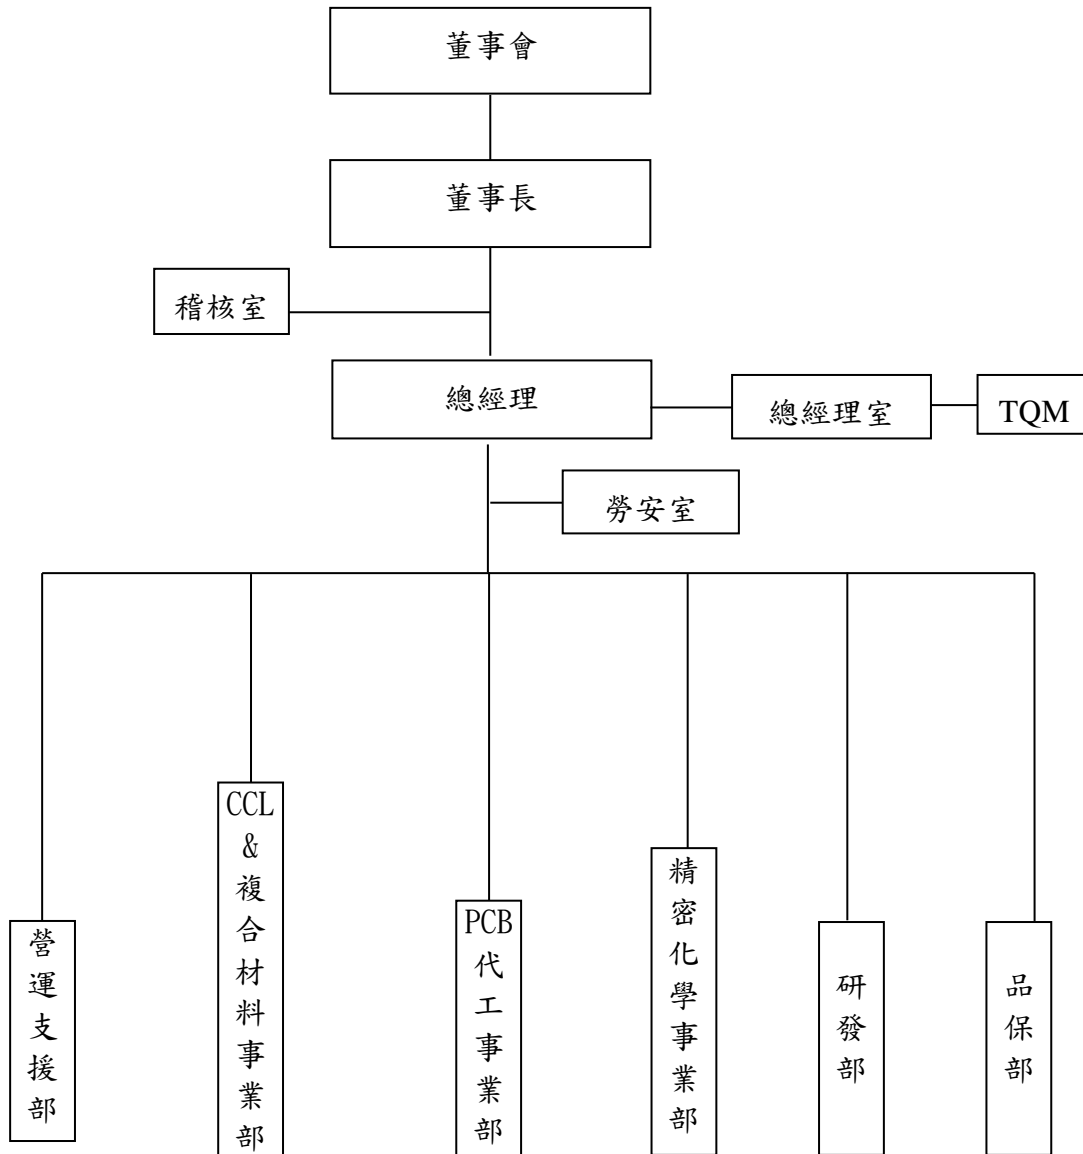 董事會
董事長
稽核室
總經理
總經理室
TQM
勞安室
營運支援部
CCL&複合材料事業部
PCB代工事業部
精密化學事業部
研發部
品保部